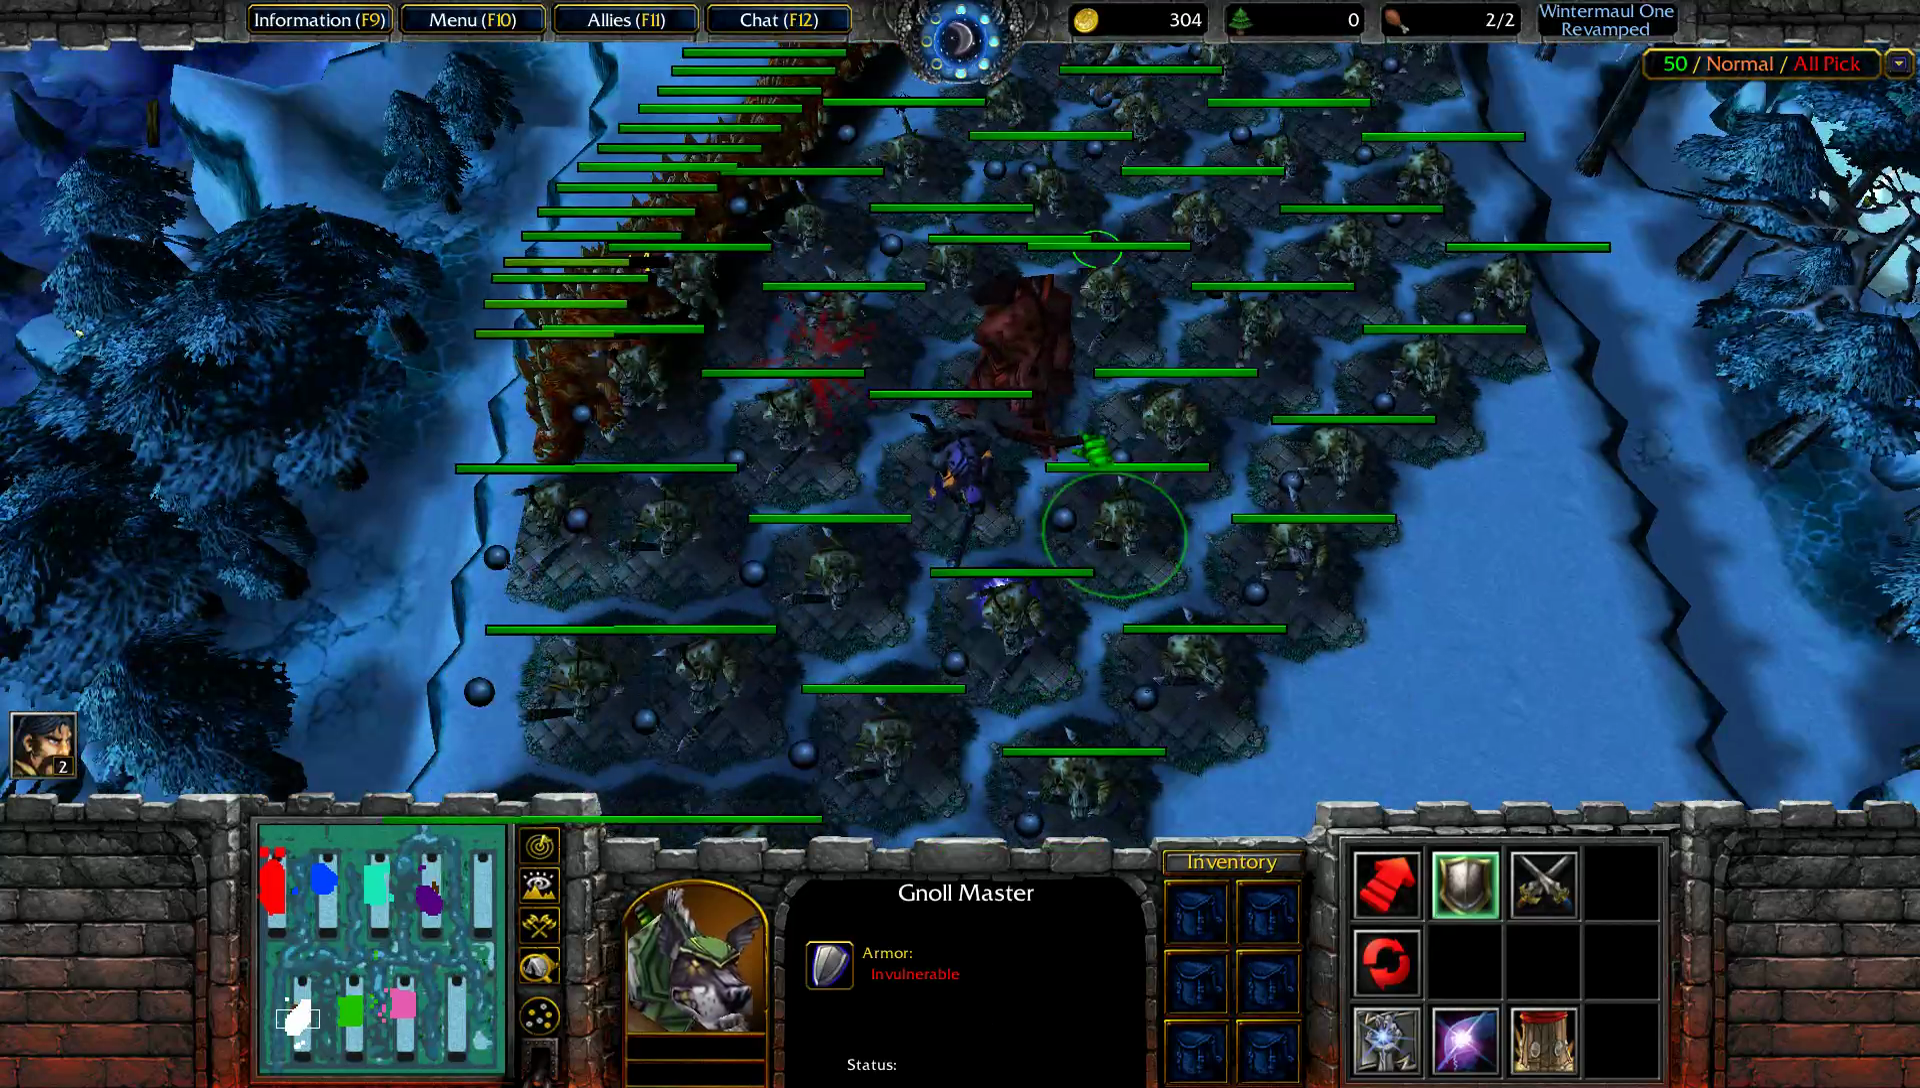 Information (F9)
Menu (F10)
Allies (F11)
Chat (F12)
304
0
2/2
Wintermaul One
Revamped
50 / Normal / All Pick
2
Gnoll Master
Armor:
Invulnerable
Status:
Inventory